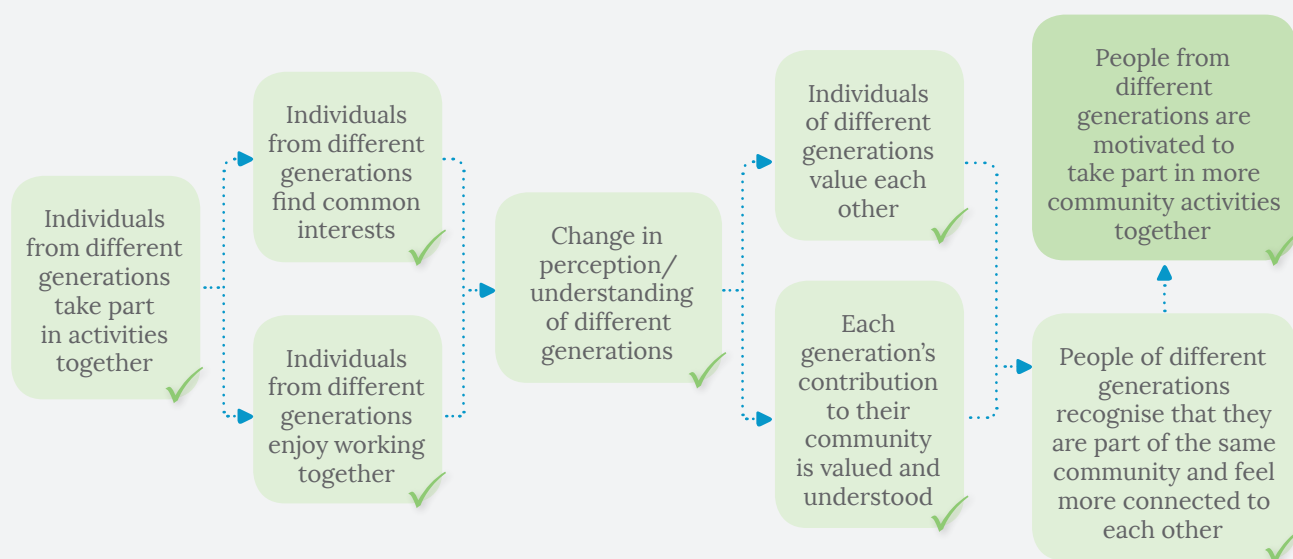 Individuals
from different
generations
take part
in activities
together
Individuals
from different
generations
find common
interests
Individuals
from different
generations
enjoy working
together
Change in
perception/
understanding
of different
generations
Individuals
of different
generations
value each
other
Each
generation’s
contribution
to their
community
is valued and
understood
People of different
generations
recognise that they
are part of the same
community and feel
more connected to
each other
People from
different
generations are
motivated to
take part in more
community activities
together